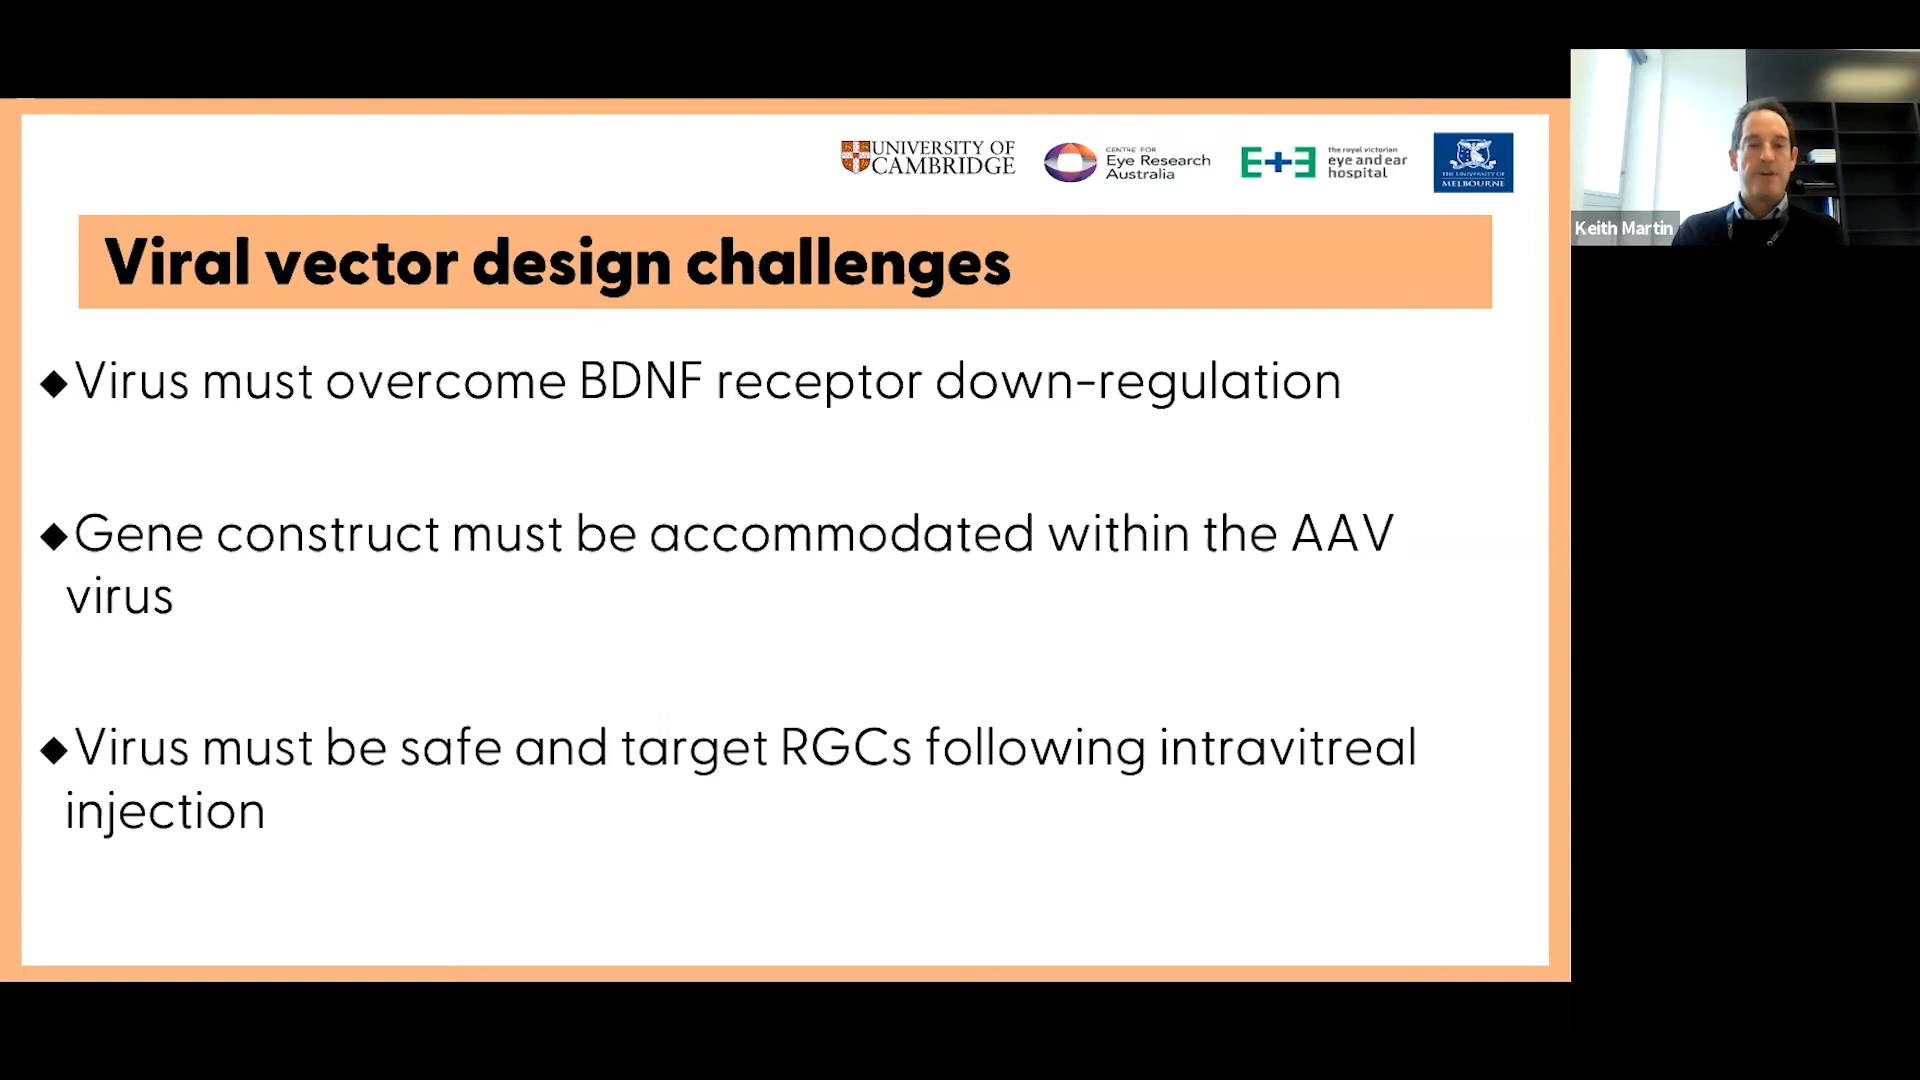 UNIVERSITY OF
CAMBRIDGE
CENTRE FOR
Eye Research
Australia
E+E
the royal victorian
eye and ear
hospital
THE UNIVERSITY OF
MELBOURNE
Keith Martin
Viral vector design challenges
◆Virus must overcome BDNF receptor down-regulation
◆Gene construct must be accommodated within the AAV
virus
◆Virus must be safe and target RGCs following intravitreal
injection